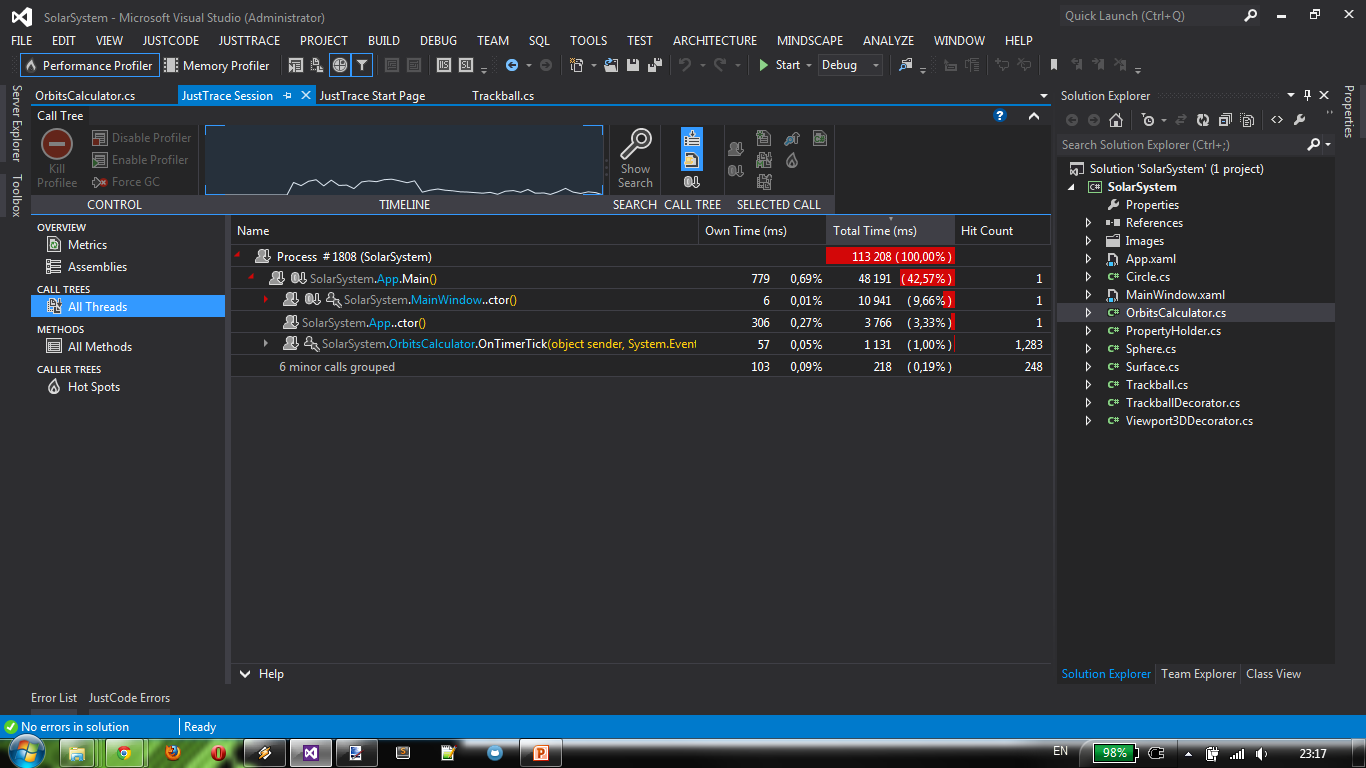 SolarSystem - Microsoft Visual Studio (Administrator)
Quick Launch (Ctrl+Q)
FILE EDIT VIEW JUSTCODE JUSTTRACE PROJECT BUILD DEBUG TEAM SQL TOOLS TEST ARCHITECTURE MINDSCAPE ANALYZE WINDOW HELP
Performance Profiler Memory Profiler Start Debug
Server Explorer
Toolbox
OrbitsCalculator.cs JustTrace Session JustTrace Start Page Trackball.cs
Call Tree
Kill Profilee
Disable Profiler
Enable Profiler
Force GC
Show Search
CONTROL TIMELINE SEARCH CALL TREE SELECTED CALL
OVERVIEW
Metrics
Assemblies
CALL TREES
All Threads
METHODS
All Methods
CALLER TREES
Hot Spots
Name Own Time (ms) Total Time (ms) Hit Count
Process #1808 (SolarSystem) 113 208 (100,00% )
SolarSystem.App.Main() 779 0,69% 48 191 ( 42,57% ) 1
SolarSystem.MainWindow..ctor() 6 0,01% 10 941 ( 9,66% ) 1
SolarSystem.App..ctor() 306 0,27% 3 766 ( 3,33% ) 1
SolarSystem.OrbitsCalculator.OnTimerTick(object sender, System.Event 57 0,05% 1 131 ( 1,00% ) 1,283
6 minor calls grouped 103 0,09% 218 ( 0,19% ) 248
Help
Solution Explorer
Search Solution Explorer (Ctrl+;)
Solution 'SolarSystem' (1 project)
C# SolarSystem
Properties
References
Images
App.xaml
C# Circle.cs
MainWindow.xaml
C# OrbitsCalculator.cs
C# PropertyHolder.cs
C# Sphere.cs
C# Surface.cs
C# Trackball.cs
C# TrackballDecorator.cs
C# Viewport3DDecorator.cs
Solution Explorer Team Explorer Class View
Properties
Error List JustCode Errors
No errors in solution Ready
EN 98% 23:17